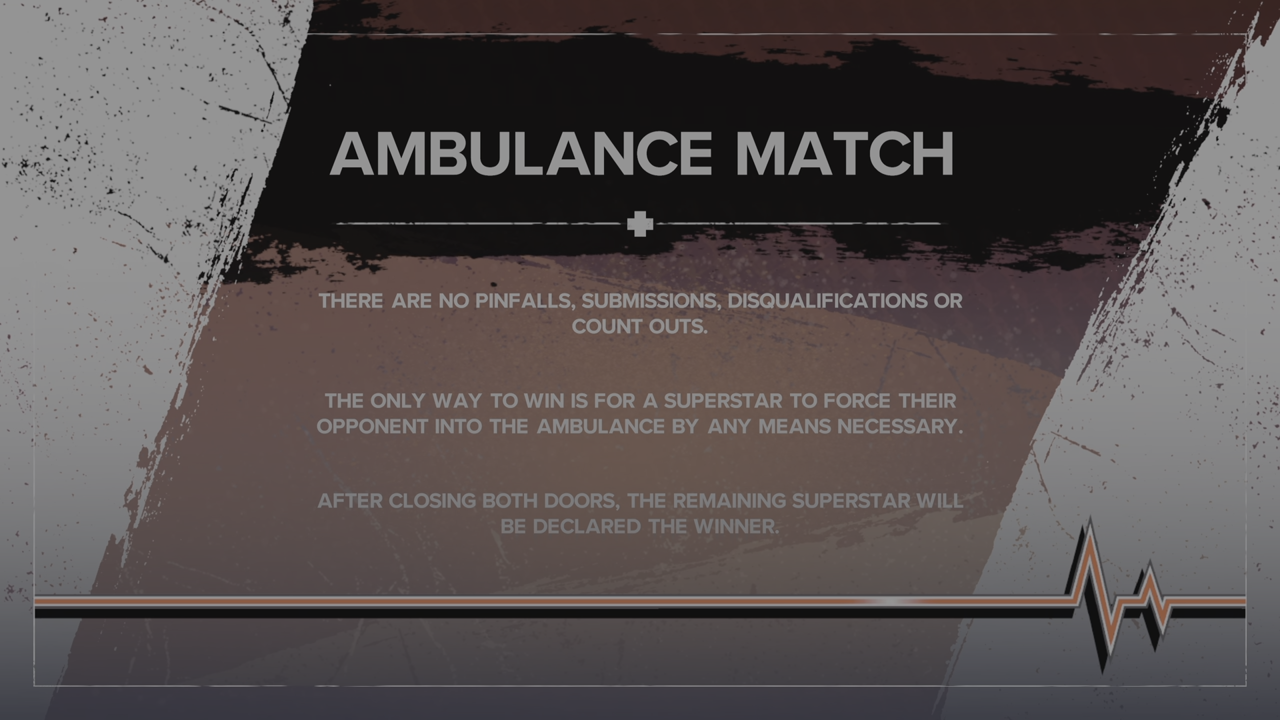 AMBULANCE MATCH
THERE ARE NO PINFALLS, SUBMISSIONS, DISQUALIFICATIONS OR
COUNT OUTS.
THE ONLY WAY TO WIN IS FOR A SUPERSTAR TO FORCE THEIR
OPPONENT INTO THE AMBULANCE BY ANY MEANS NECESSARY.
AFTER CLOSING BOTH DOORS, THE REMAINING SUPERSTAR WILL
BE DECLARED THE WINNER.